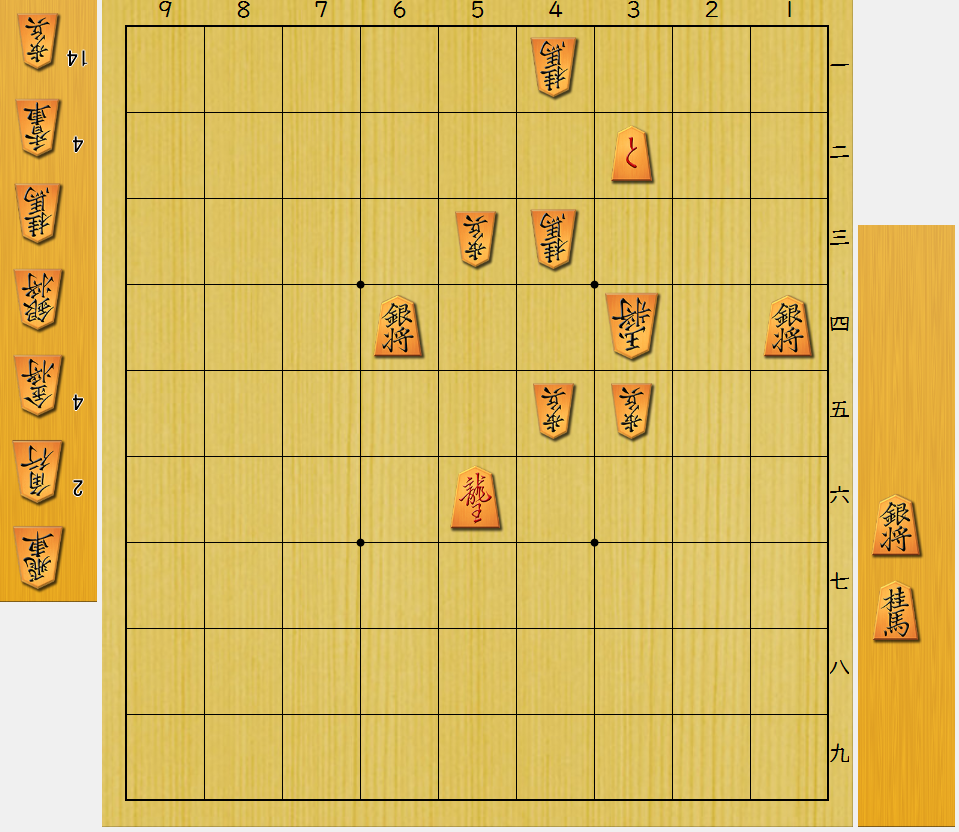 9 8 7 6 5 4 3 2 1
歩兵 14
香車 4
桂馬
銀将
金将 4
角行 2
飛車
桂馬 一
と 二
歩兵 桂馬 三
銀将 玉将 銀将 四
歩兵 歩兵 五
龍王 六
七
八
九
銀将
桂馬